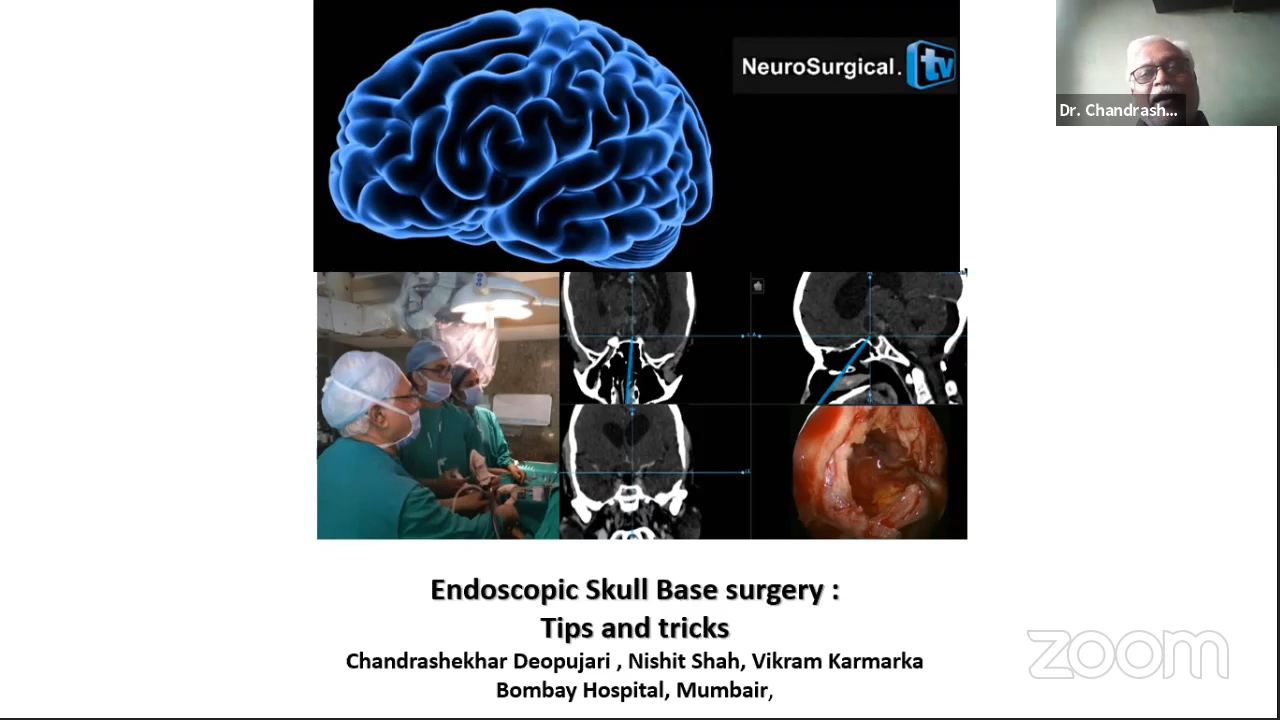 NeuroSurgical.tv
Dr. Chandrash...
Endoscopic Skull Base surgery :
Tips and tricks
Chandrashekhar Deopujari , Nishit Shah, Vikram Karmarka
Bombay Hospital, Mumbair,
zoom